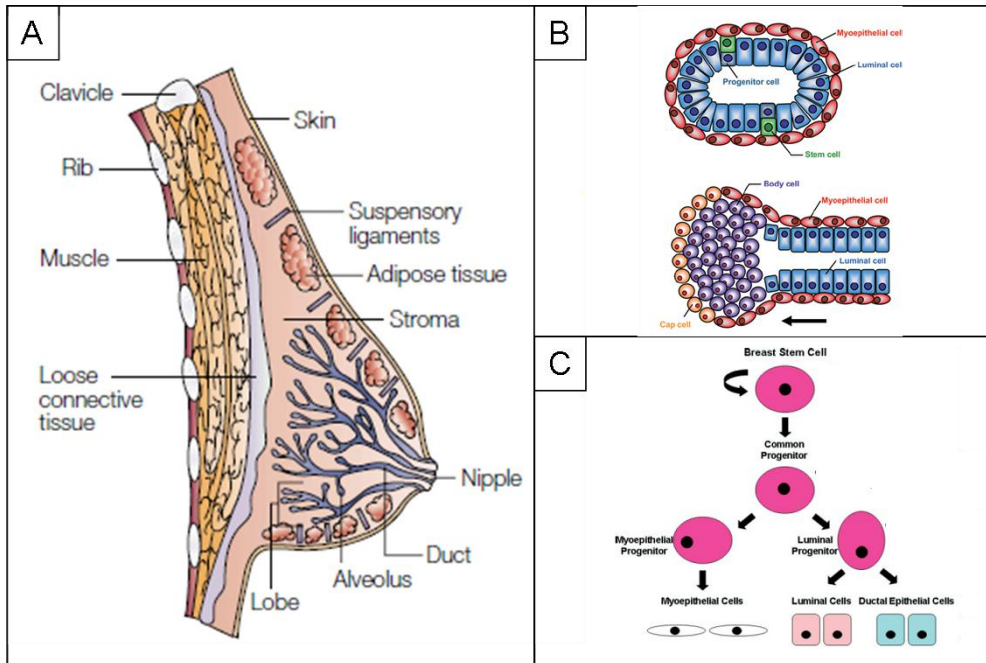 A
Clavicle
Skin
Rib
Suspensory
ligaments
Muscle
Adipose tissue
Stroma
Loose
connective
tissue
Nipple
Duct
Alveolus
Lobe
B
Myoepithelial cell
Luminal cel
Progenitor cell
Stem cell
Body cell
Myoepithelial cell
Luminal cell
Cap cell
C
Breast Stem Cell
Common
Progenitor
Myoepithelial
Progenitor
Luminal
Progenitor
Myoepithelial Cells
Luminal Cells
Ductal Epithelial Cells